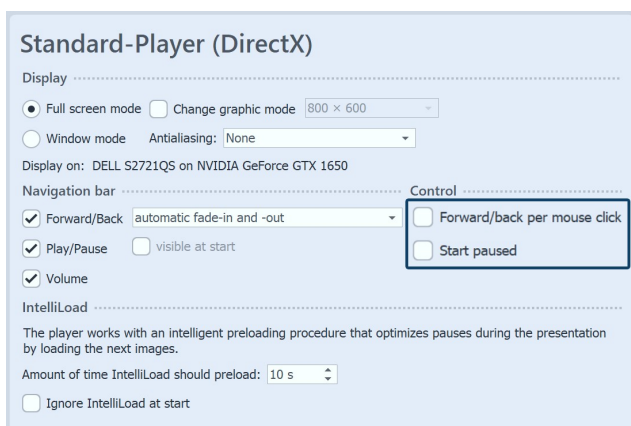 Standard-Player (DirectX)
Display
Full screen mode Change graphic mode 800 × 600
Window mode Antialiasing: None
Display on: DELL S2721QS on NVIDIA GeForce GTX 1650
Navigation bar Control
Forward/Back automatic fade-in and -out Forward/back per mouse click
Play/Pause visible at start Start paused
Volume
IntelliLoad
The player works with an intelligent preloading procedure that optimizes pauses during the presentation
by loading the next images.
Amount of time IntelliLoad should preload: 10 s
Ignore IntelliLoad at start